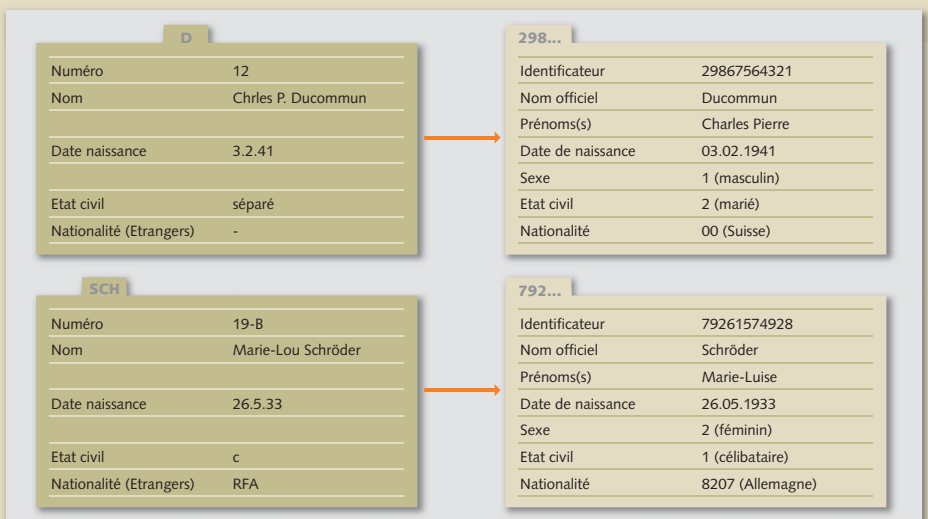 D
Numéro 12
Nom Chrles P. Ducommun
Date naissance 3.2.41
Etat civil séparé
Nationalité (Etrangers) -
298...
Identificateur 29867564321
Nom officiel Ducommun
Prénoms(s) Charles Pierre
Date de naissance 03.02.1941
Sexe 1 (masculin)
Etat civil 2 (marié)
Nationalité 00 (Suisse)
SCH
Numéro 19-B
Nom Marie-Lou Schröder
Date naissance 26.5.33
Etat civil c
Nationalité (Etrangers) RFA
792...
Identificateur 79261574928
Nom officiel Schröder
Prénoms(s) Marie-Luise
Date de naissance 26.05.1933
Sexe 2 (féminin)
Etat civil 1 (célibataire)
Nationalité 8207 (Allemagne)